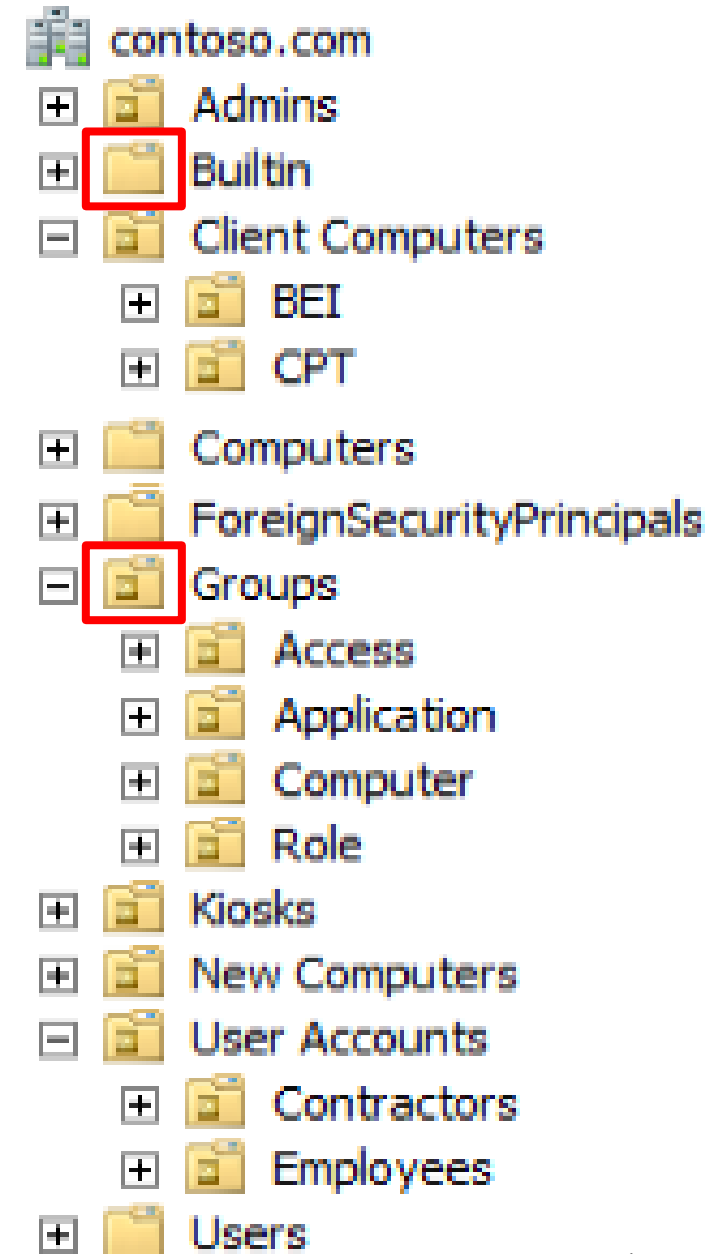 contoso.com
Admins
Builtin
Client Computers
BEI
CPT
Computers
ForeignSecurityPrincipals
Groups
Access
Application
Computer
Role
Kiosks
New Computers
User Accounts
Contractors
Employees
Users